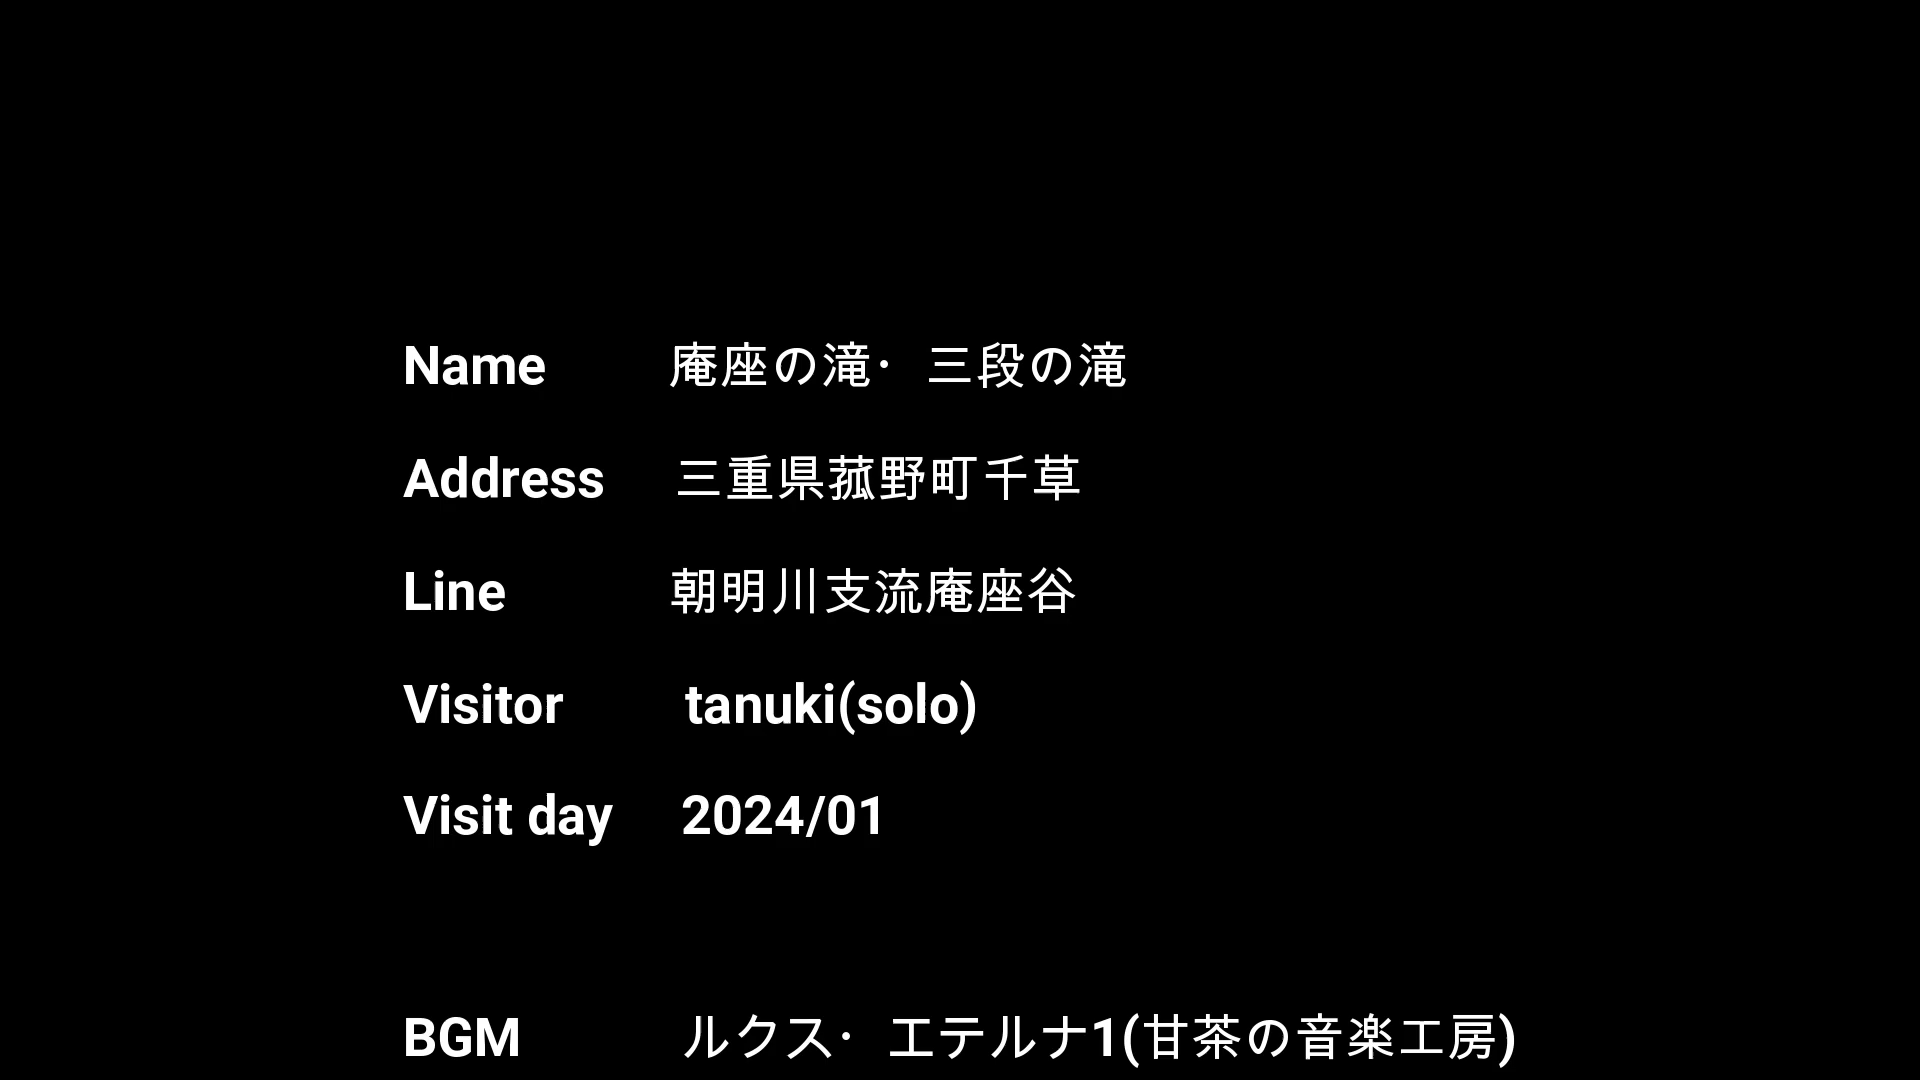 Name 庵座の滝・三段の滝
Address 三重県菰野町千草
Line 朝明川支流庵座谷
Visitor tanuki(solo)
Visit day 2024/01
BGM ルクス・エテルナ1(甘茶の音楽工房)